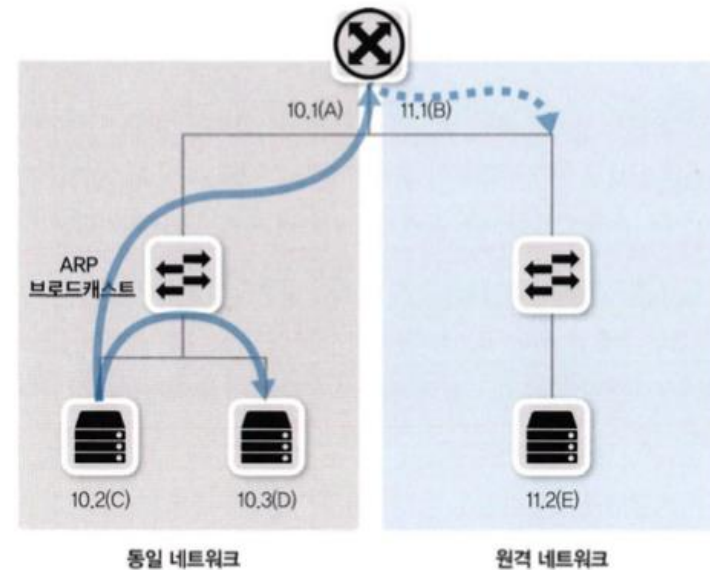 10.1(A)
11.1(B)
ARP
브로드캐스트
10.2(C)
10.3(D)
11.2(E)
동일 네트워크
원격 네트워크